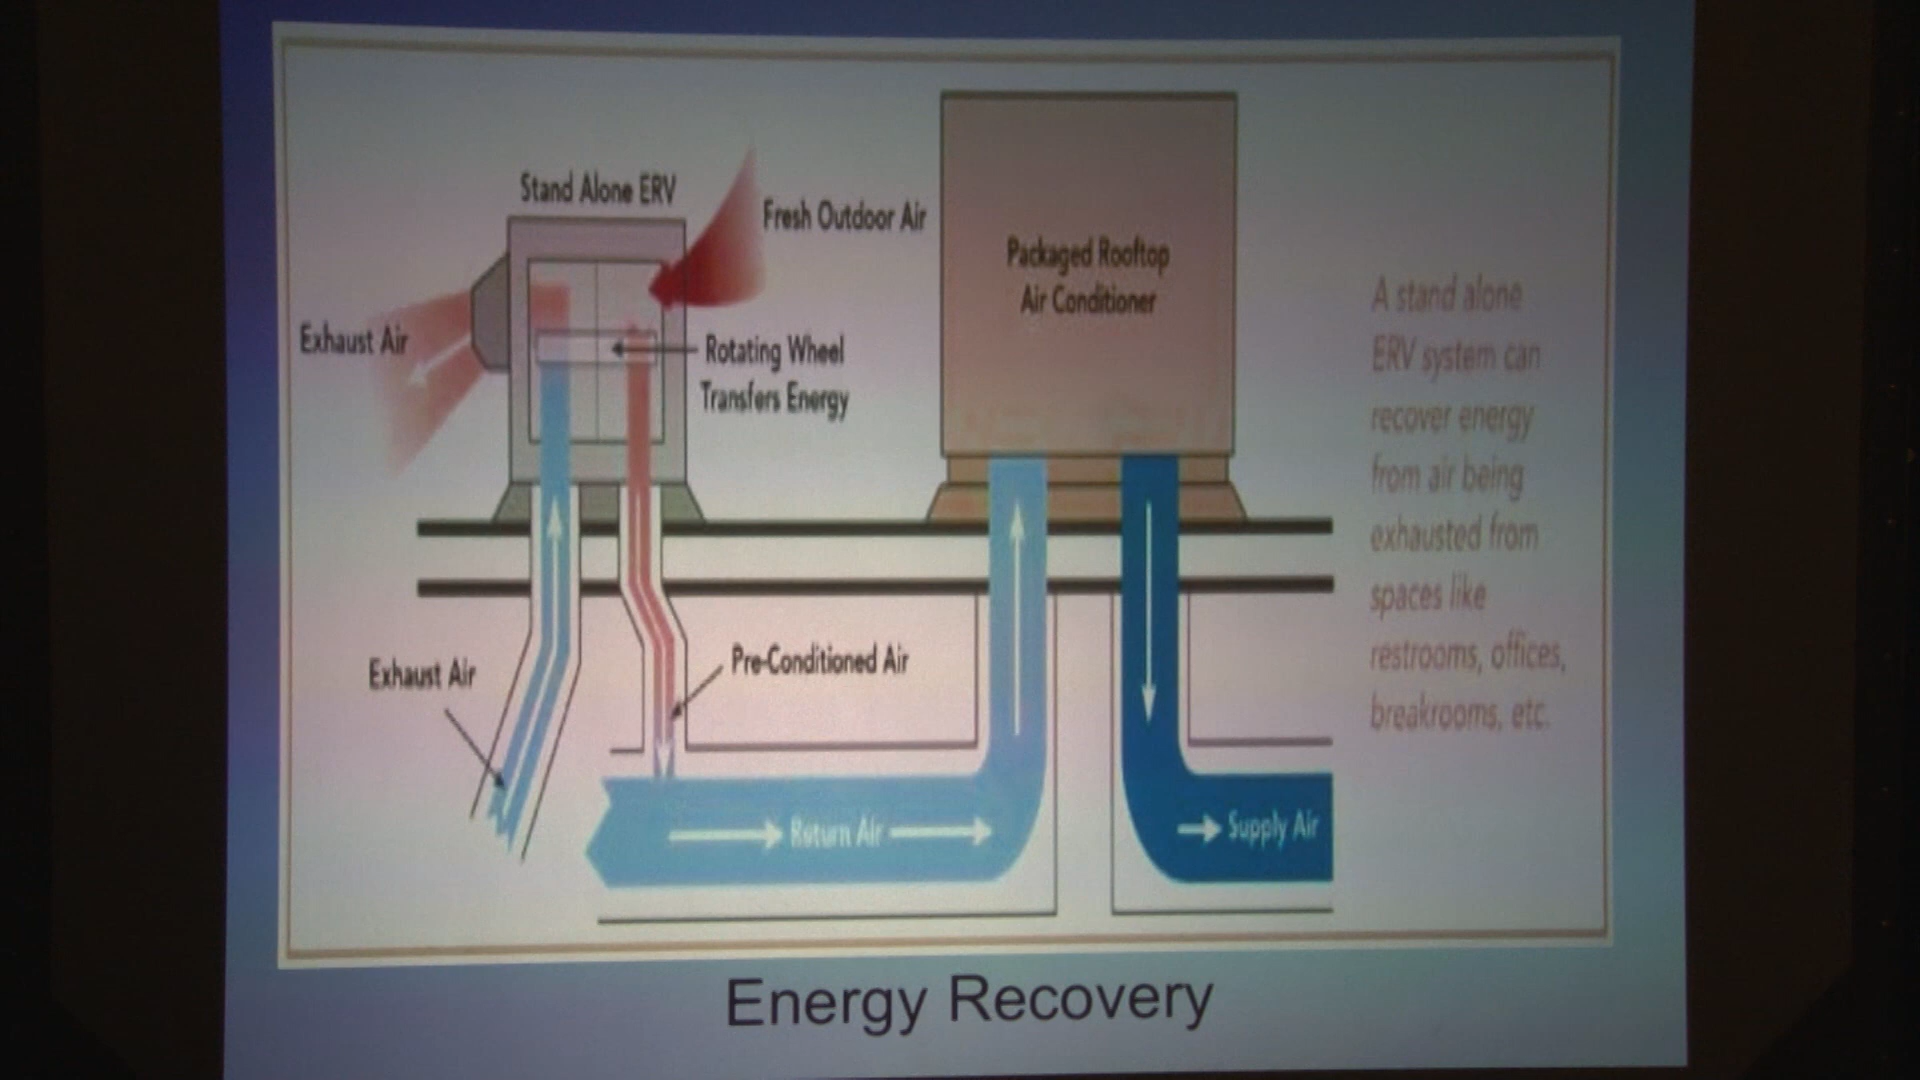 Stand Alone ERV
Fresh Outdoor Air
Exhaust Air
Rotating Wheel
Transfers Energy
Packaged Rooftop
Air Conditioner
A stand alone
ERV system can
recover energy
from air being
exhausted from
spaces like
restrooms, offices,
breakrooms, etc.
Exhaust Air
Pre-Conditioned Air
Return Air
Supply Air
Energy Recovery